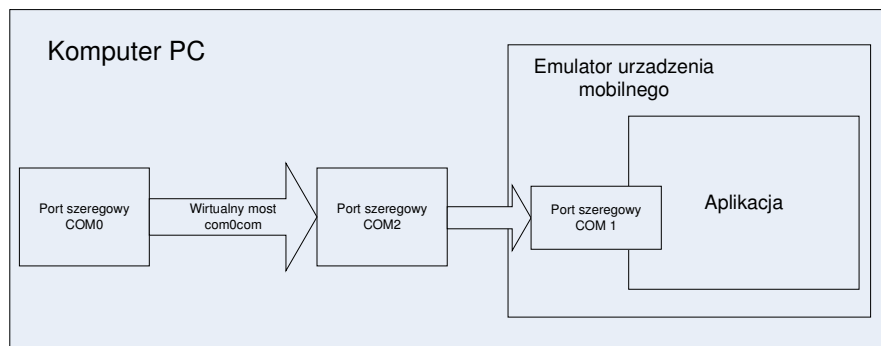 Komputer PC
Emulator urzadzenia
mobilnego
Port szeregowy
COM0
Wirtualny most
com0com
Port szeregowy
COM2
Port szeregowy
COM 1
Aplikacja